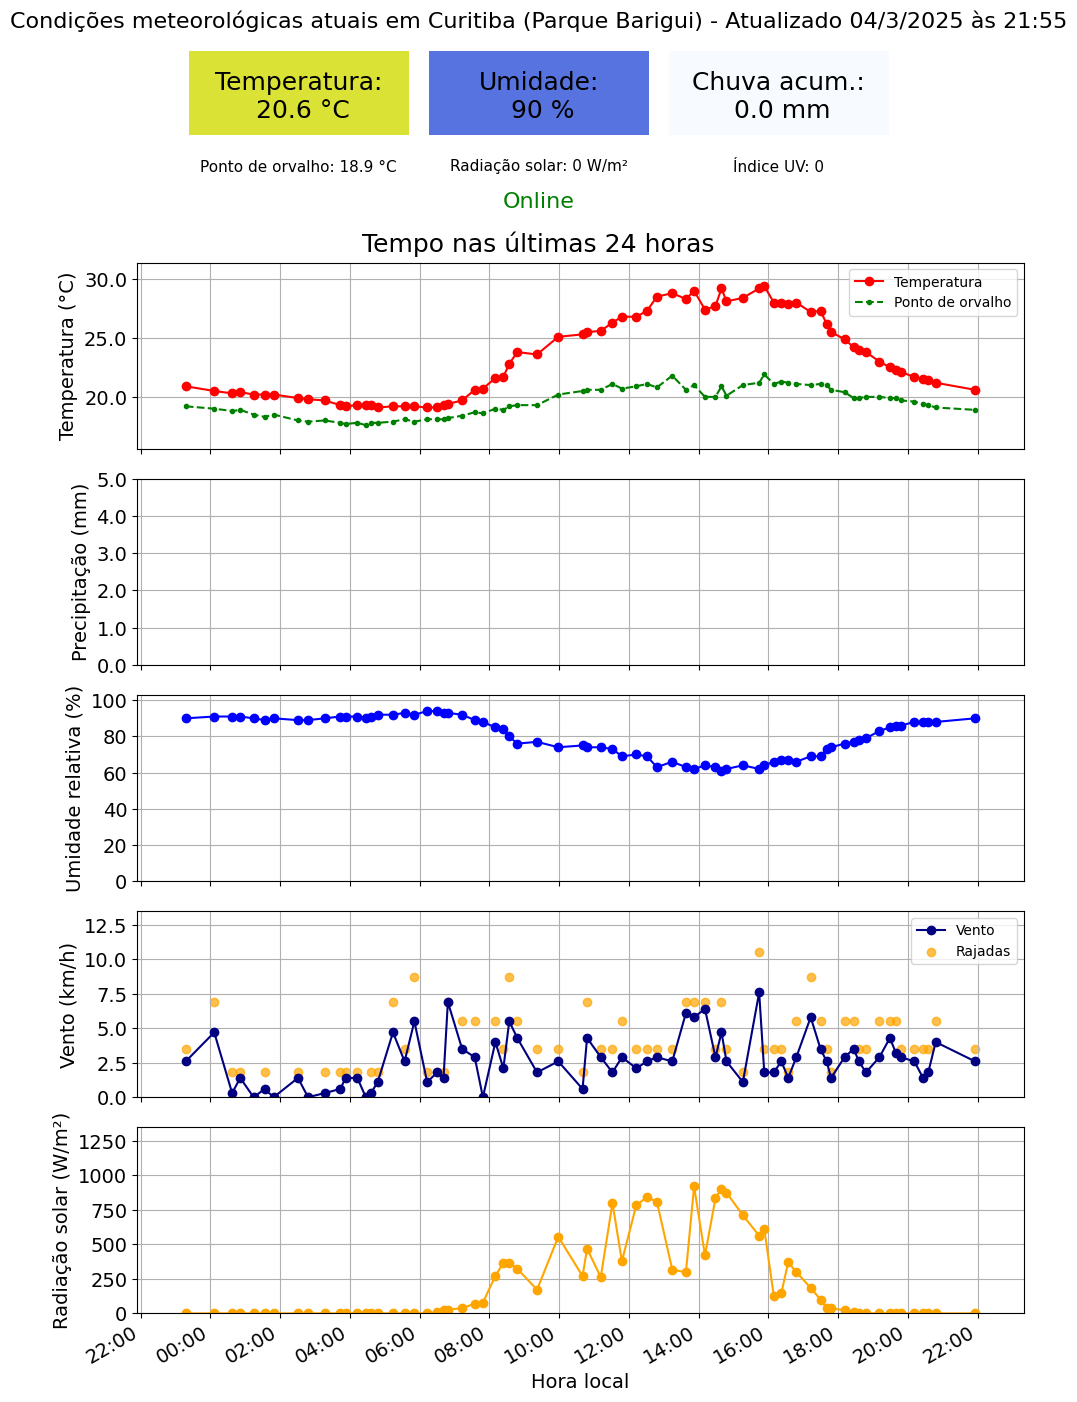 Condições meteorológicas atuais em Curitiba (Parque Barigui) - Atualizado 04/3/2025 às 21:55
Temperatura:
20.6 °C
Umidade:
90 %
Chuva acum.:
0.0 mm
Ponto de orvalho: 18.9 °C
Radiação solar: 0 W/m²
Índice UV: 0
Online
Tempo nas últimas 24 horas
Temperatura (°C)
30.0
25.0
20.0
Temperatura
Ponto de orvalho
Precipitação (mm)
5.0
4.0
3.0
2.0
1.0
0.0
Umidade relativa (%)
100
80
60
40
20
0
Vento (km/h)
12.5
10.0
7.5
5.0
2.5
0.0
Vento
Rajadas
Radiação solar (W/m²)
1250
1000
750
500
250
0
22:00
00:00
02:00
04:00
06:00
08:00
10:00
12:00
14:00
16:00
18:00
20:00
22:00
Hora local